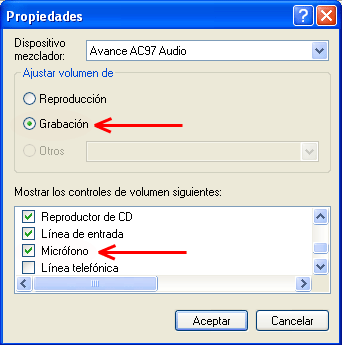 Propiedades
Dispositivo
mezclador:
Avance AC97 Audio
Ajustar volumen de
Reproducción
Grabación
Otros
Mostrar los controles de volumen siguientes:
Reproductor de CD
Línea de entrada
Micrófono
Línea telefónica
Aceptar
Cancelar